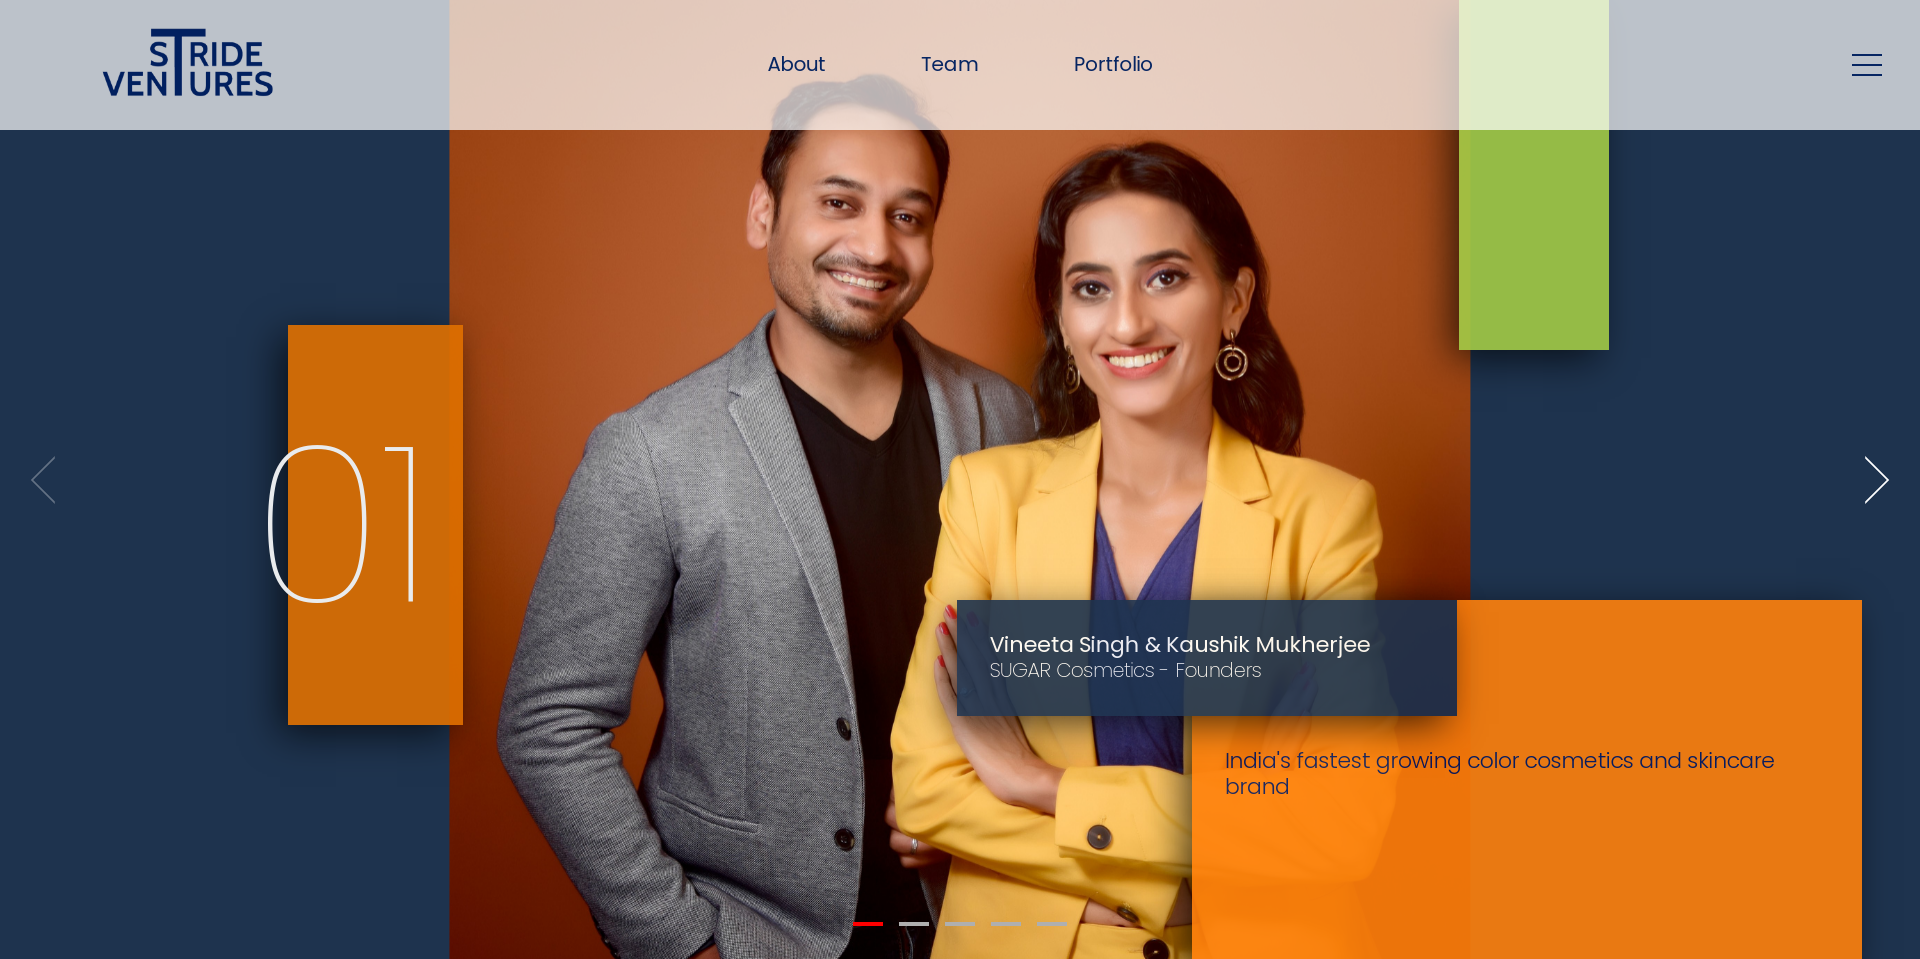 STRIDE
VENTURES
About
Team
Portfolio
01
Vineeta Singh & Kaushik Mukherjee
SUGAR Cosmetics - Founders
India's fastest growing color cosmetics and skincare
brand